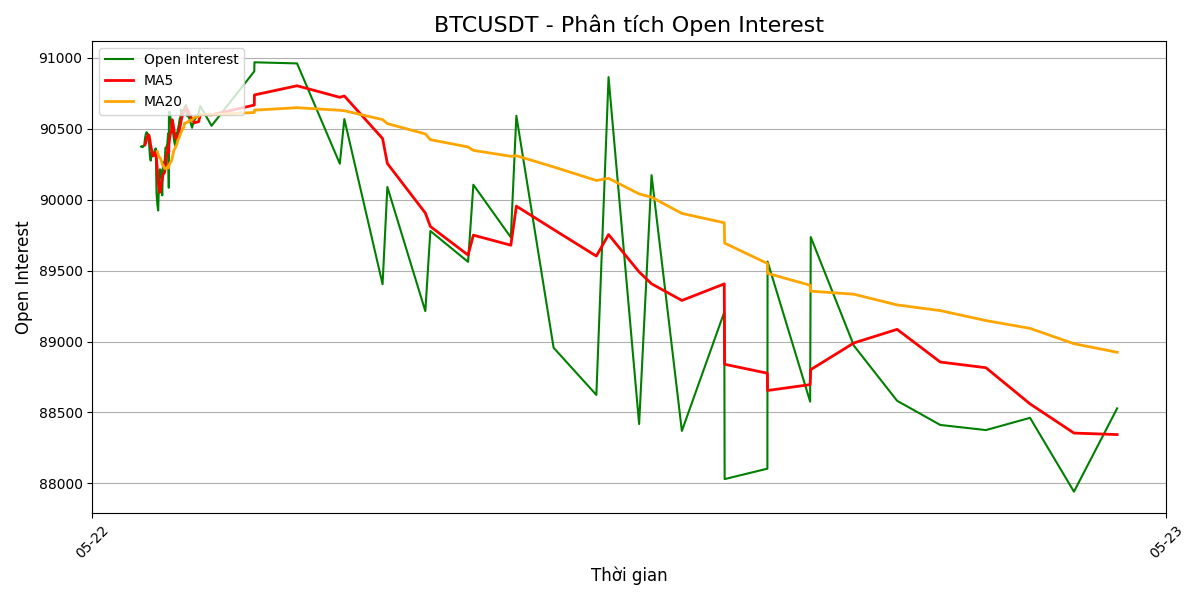 BTCUSDT - Phân tích Open Interest
Open Interest
MA5
MA20
Open Interest
91000
90500
90000
89500
89000
88500
88000
05-22
05-23
Thời gian